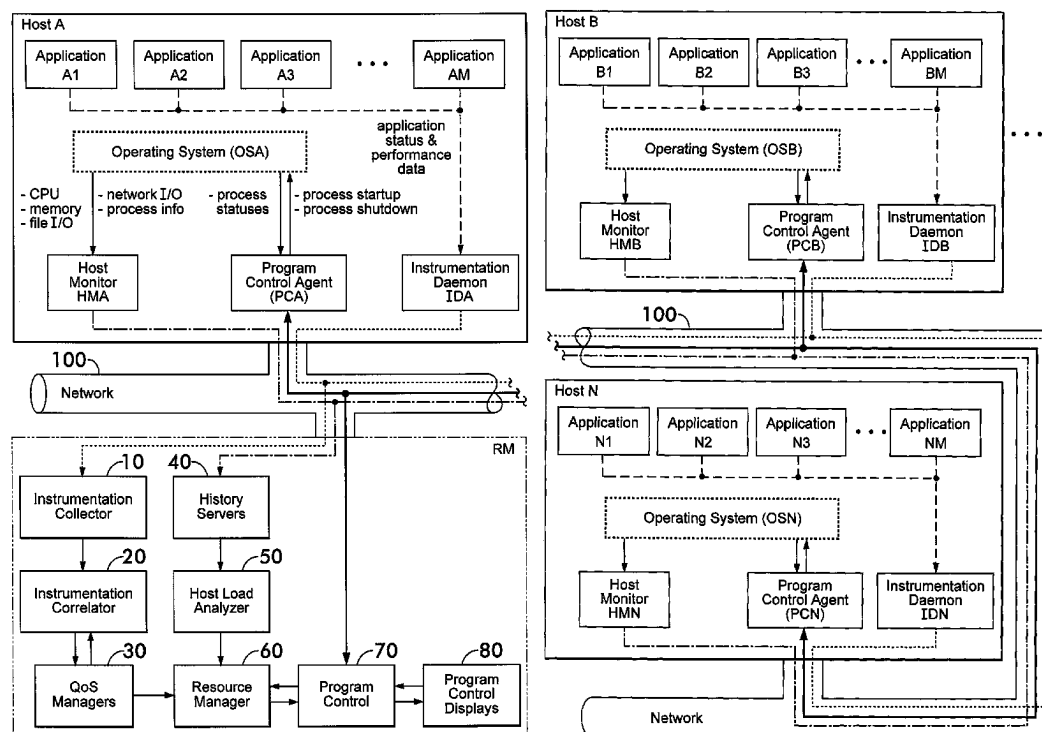 Host A
Application
A1
Application
A2
Application
A3
• • •
Application
AM
application
status &
performance
data
Operating System (OSA)
- CPU
- memory
- file I/O
- network I/O
- process info
- process
statuses
- process startup
- process shutdown
Host
Monitor
HMA
Program
Control Agent
(PCA)
Instrumentation
Daemon
IDA
100
Network
RM
10
Instrumentation
Collector
40
History
Servers
20
Instrumentation
Correlator
50
Host Load
Analyzer
30
QoS
Managers
60
Resource
Manager
70
Program
Control
80
Program
Control
Displays
Host B
Application
B1
Application
B2
Application
B3
• • •
Application
BM
• • • •
Operating System (OSB)
Host
Monitor
HMB
Program
Control Agent
(PCB)
Instrumentation
Daemon
IDB
100
Host N
Application
N1
Application
N2
Application
N3
• • •
Application
NM
Operating System (OSN)
Host
Monitor
HMN
Program
Control Agent
(PCN)
Instrumentation
Daemon
IDN
Network